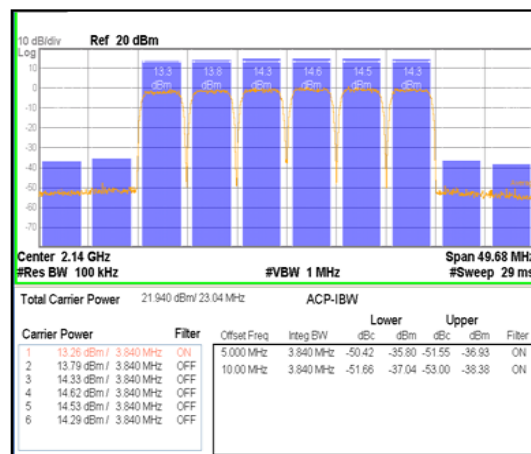 10 dB/div Ref 20 dBm
Log
10
0
-10
-20
-30
-40
-50
-60
-70
13.3 dBm 13.8 dBm 14.3 dBm 14.6 dBm 14.5 dBm 14.3 dBm
Center 2.14 GHz Span 49.68 MHz
#Res BW 100 kHz #VBW 1 MHz #Sweep 29 ms
Total Carrier Power 21.940 dBm/ 23.04 MHz ACP-IBW
Lower Upper
Carrier Power Filter Offset Freq Integ BW dBc dBm dBc dBm Filter
1 13.26 dBm / 3.840 MHz ON 5.000 MHz 3.840 MHz -50.42 -35.80 -51.55 -36.93 ON
2 13.79 dBm / 3.840 MHz OFF 10.00 MHz 3.840 MHz -51.66 -37.04 -53.00 -38.38 ON
3 14.33 dBm / 3.840 MHz OFF
4 14.62 dBm / 3.840 MHz OFF
5 14.53 dBm / 3.840 MHz OFF
6 14.29 dBm / 3.840 MHz OFF